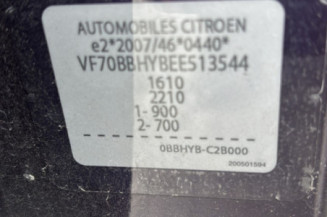 AUTOMOBILES CITROEN
e2*2007/46*0440*
VF70BBHYBEE513544
1610
2210
1- 900
2- 700
0BBHYB-C2B000
200501594